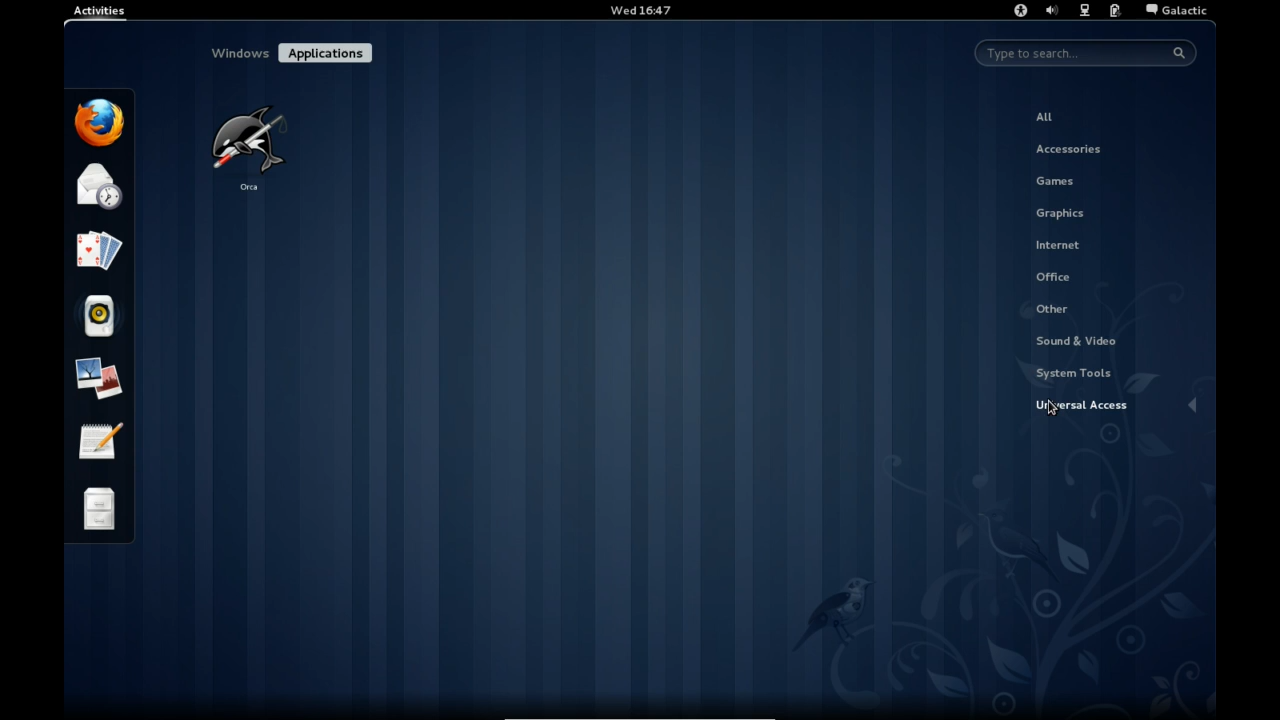 Activities
Wed 16:47
Galactic
Windows
Applications
Type to search...
Orca
All
Accessories
Games
Graphics
Internet
Office
Other
Sound & Video
System Tools
Universal Access